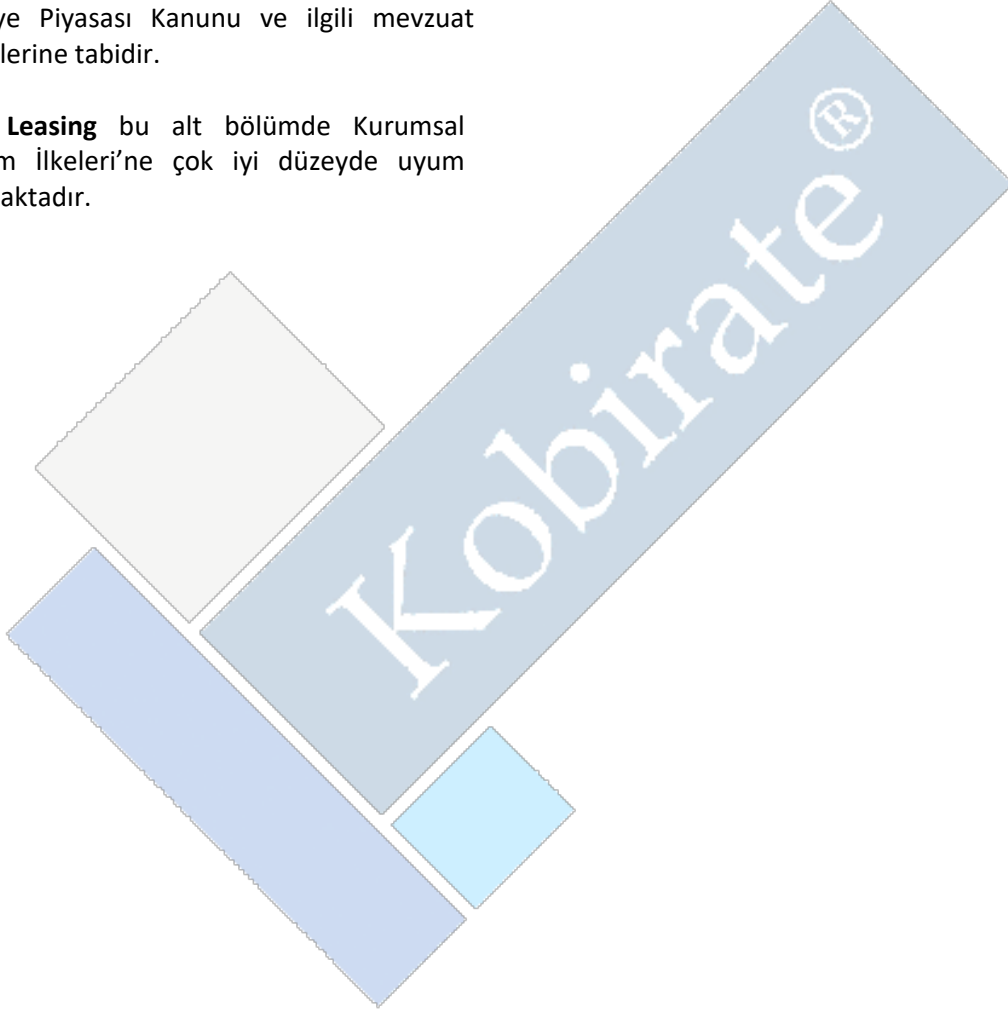 ye Piyasası Kanunu ve ilgili mevzuat
lerine tabidir.
Leasing bu alt bölümde Kurumsal
m İlkeleri’ne çok iyi düzeyde uyum
aktadır.
Kobirate ®